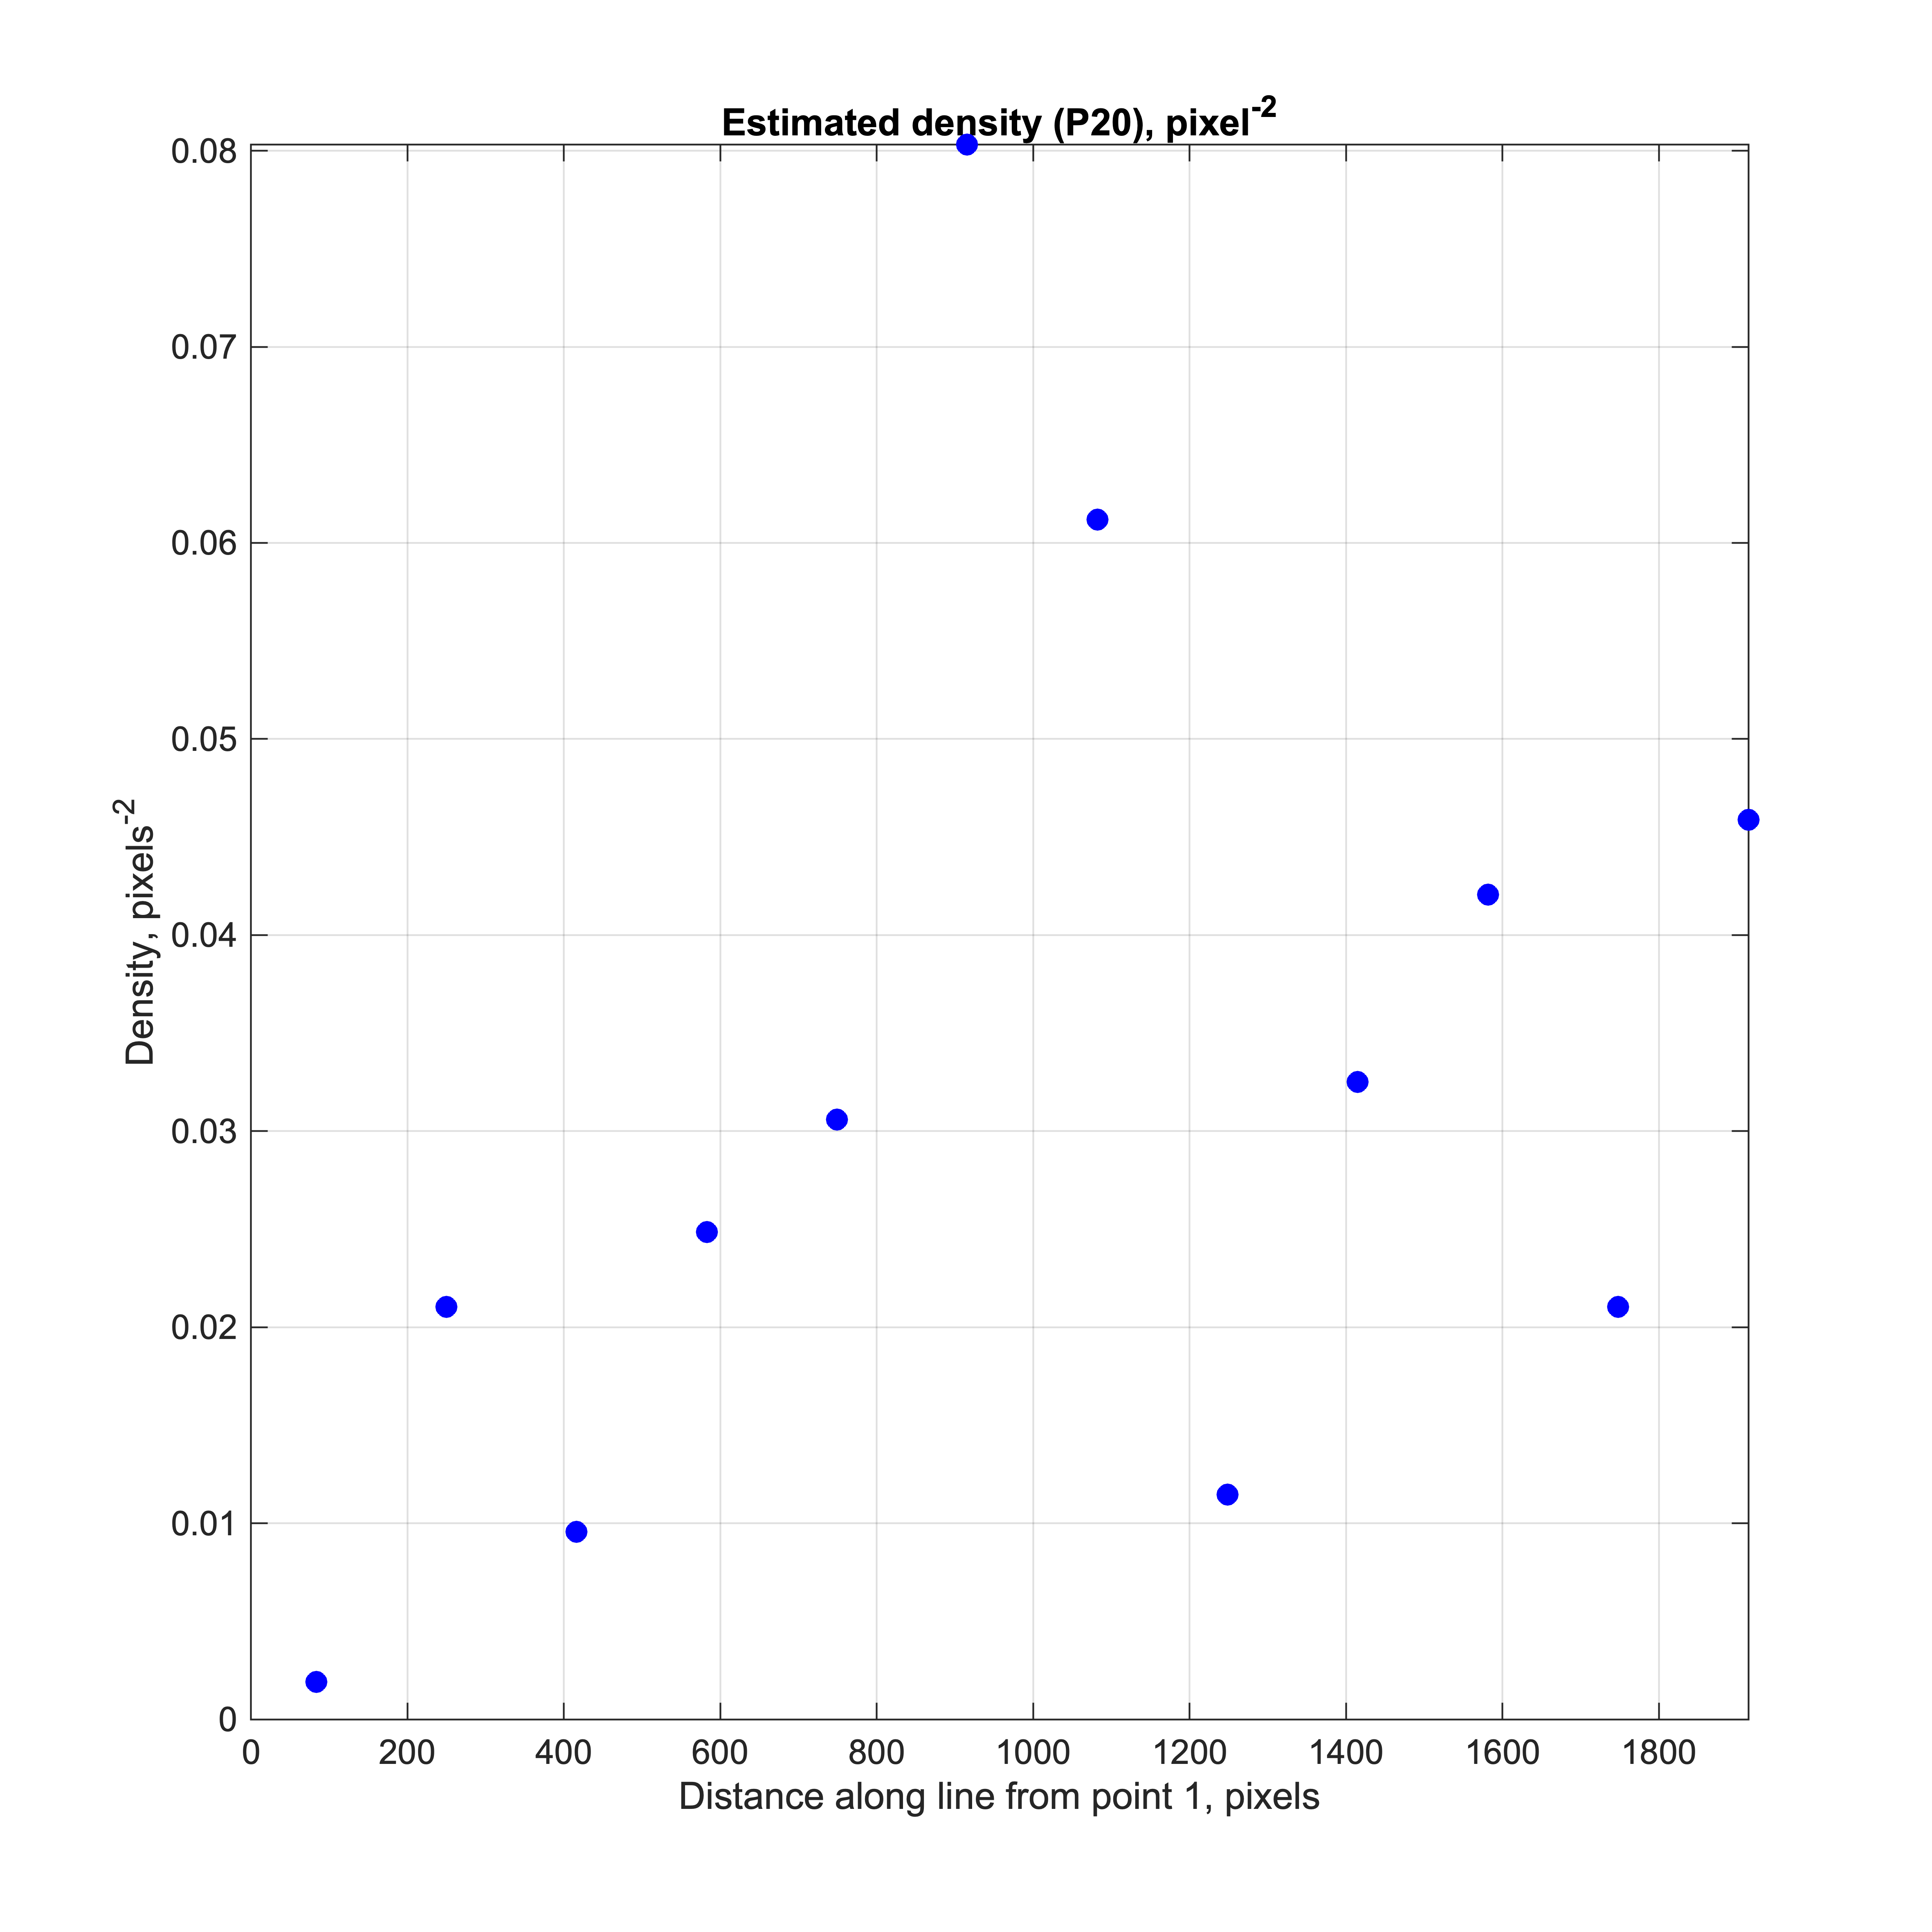 Estimated density (P20), pixel-2
0.08
0.07
0.06
0.05
0.04
0.03
0.02
0.01
0
Density, pixels-2
0 200 400 600 800 1000 1200 1400 1600 1800
Distance along line from point 1, pixels